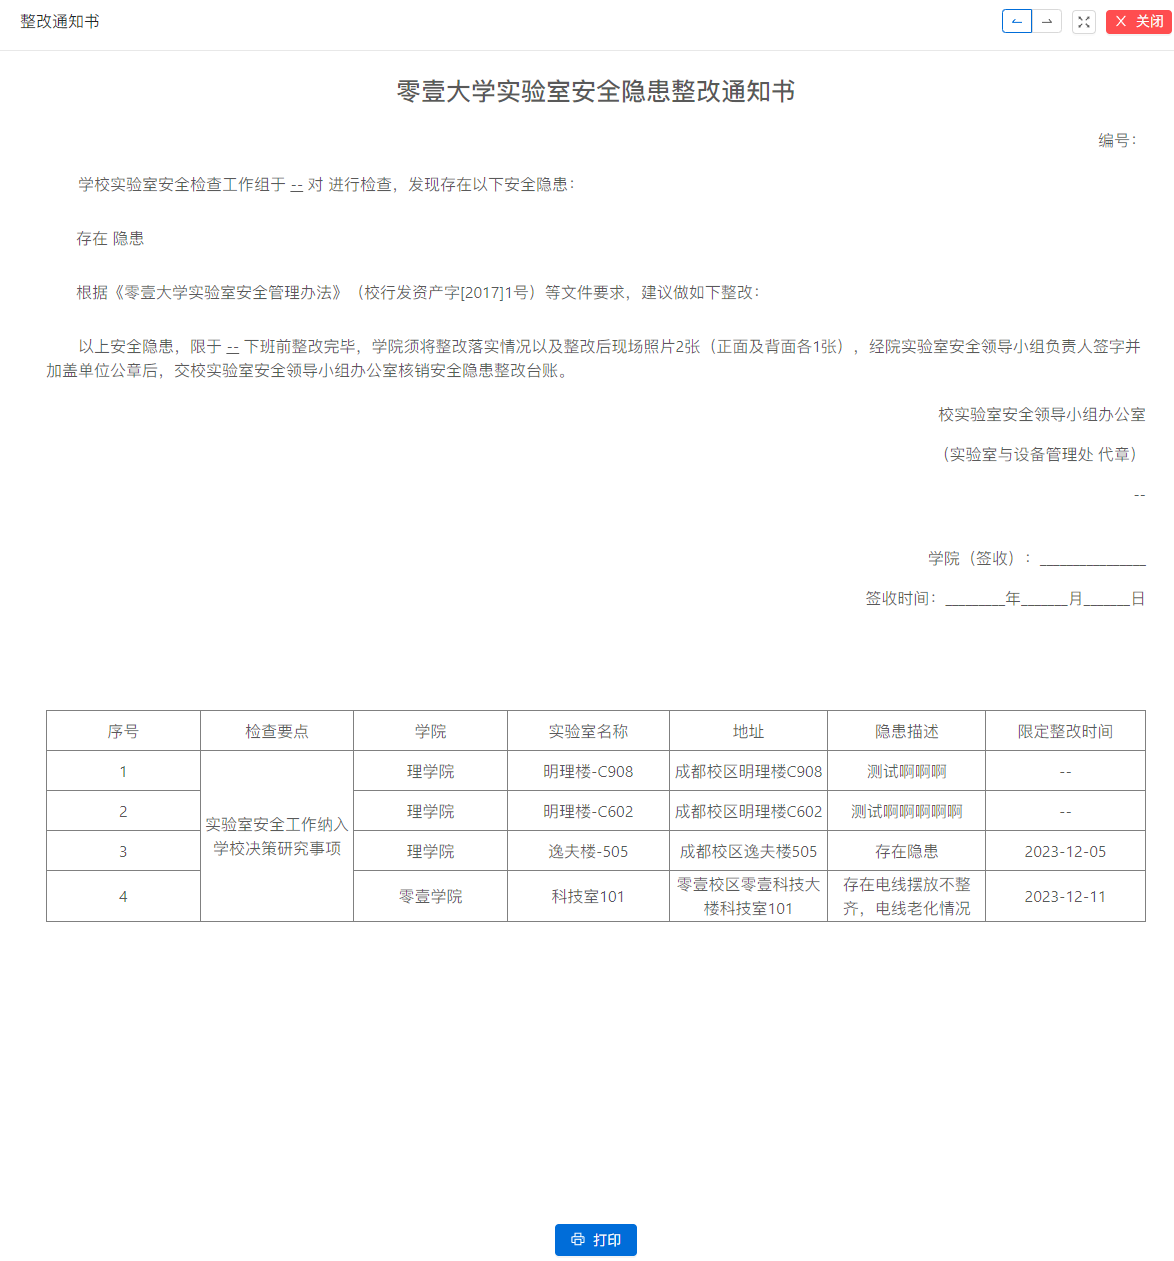 整改通知书
关闭
零壹大学实验室安全隐患整改通知书
编号：
学校实验室安全检查工作组于 -- 对 进行检查，发现存在以下安全隐患：
存在 隐患
根据《零壹大学实验室安全管理办法》（校行发资产字[2017]1号）等文件要求，建议做如下整改：
以上安全隐患，限于 -- 下班前整改完毕，学院须将整改落实情况以及整改后现场照片2张（正面及背面各1张），经院实验室安全领导小组负责人签字并
加盖单位公章后，交校实验室安全领导小组办公室核销安全隐患整改台账。
校实验室安全领导小组办公室
（实验室与设备管理处 代章）
--
学院（签收）：________________
签收时间：_________年_______月_______日
序号 检查要点 学院 实验室名称 地址 隐患描述 限定整改时间
1 理学院 明理楼-C908 成都校区明理楼C908 测试啊啊啊 --
2 理学院 明理楼-C602 成都校区明理楼C602 测试啊啊啊啊啊 --
实验室安全工作纳入
学校决策研究事项
3 理学院 逸夫楼-505 成都校区逸夫楼505 存在隐患 2023-12-05
4 零壹学院 科技室101 零壹校区零壹科技大 存在电线摆放不整 2023-12-11
楼科技室101 齐，电线老化情况
打印